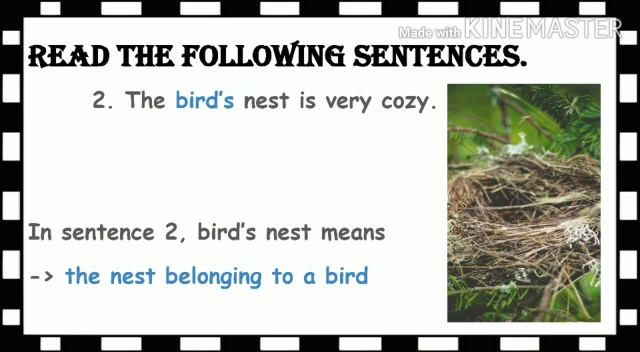 Made with KINEMASTER
READ THE FOLLOWING SENTENCES.
2. The bird's nest is very cozy.
In sentence 2, bird's nest means
-> the nest belonging to a bird